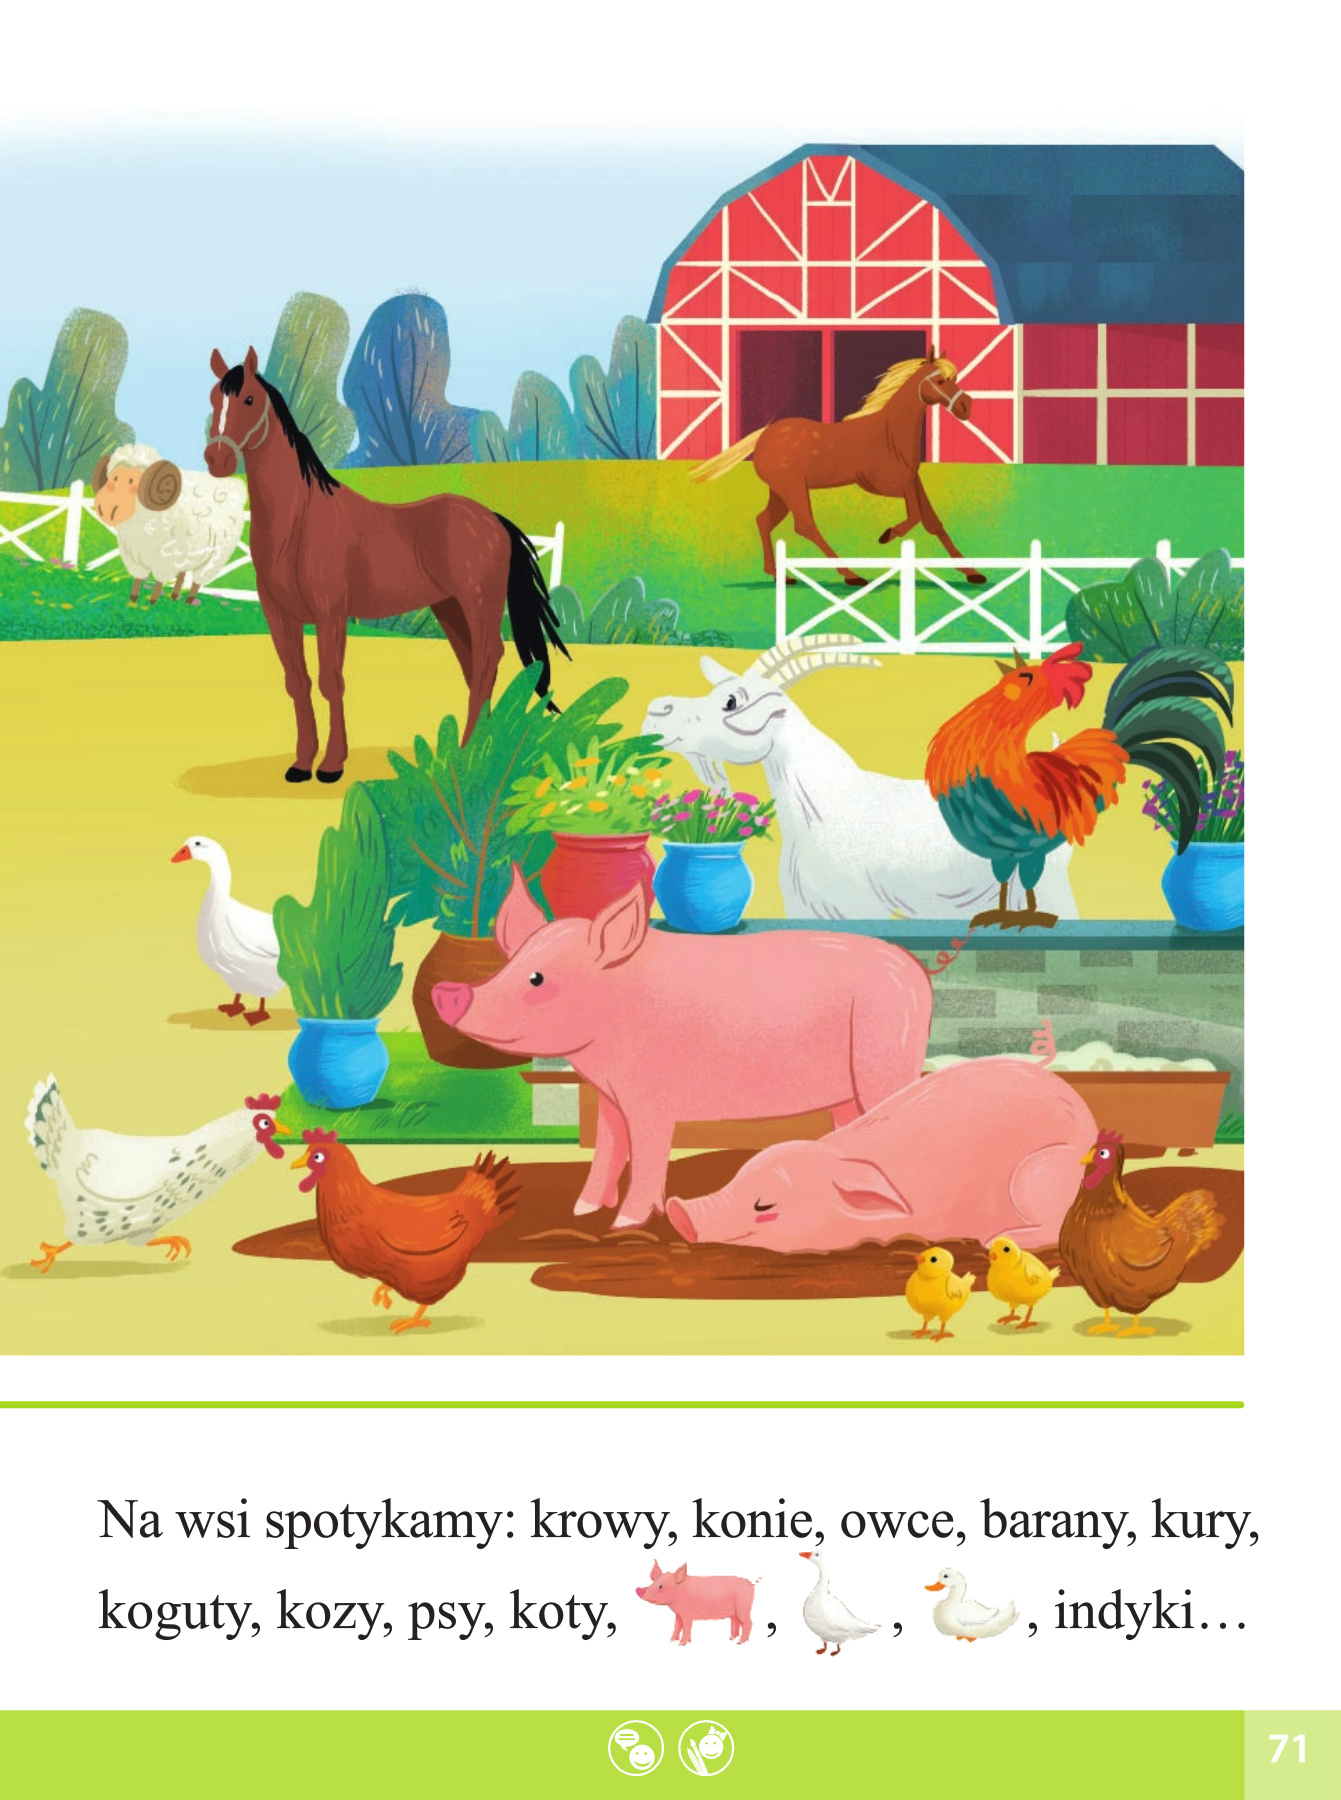 Na wsi spotykamy: krowy, konie, owce, barany, kury,
koguty, kozy, psy, koty, , , , indyki…
71